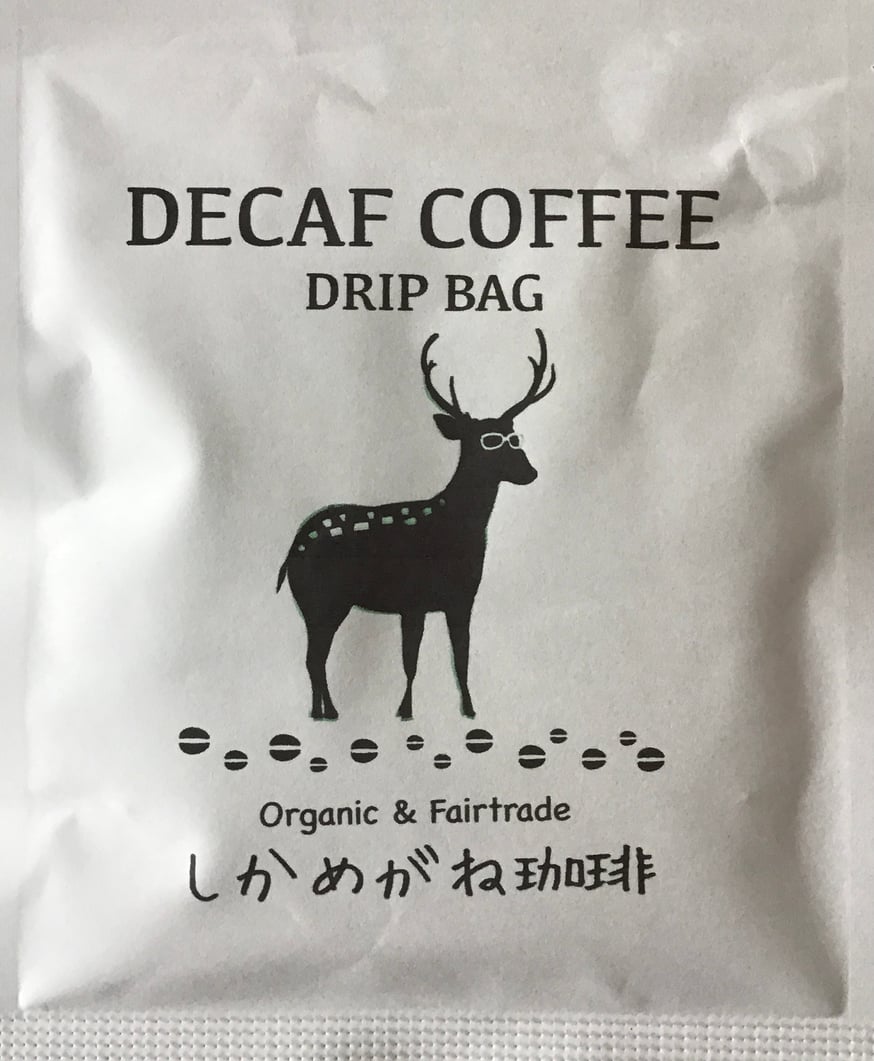 DECAF COFFEE
DRIP BAG
Organic & Fairtrade
しかめがね珈琲